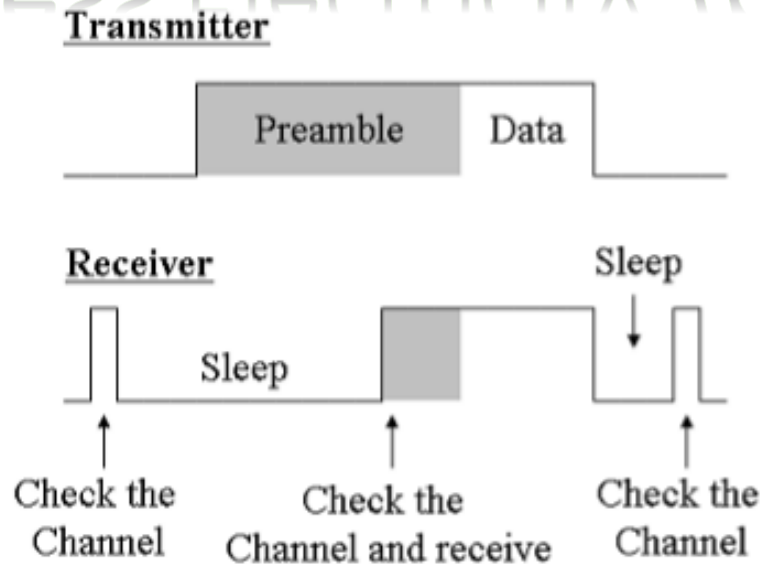 Transmitter
Preamble Data
Receiver
Sleep
Sleep
Check the
Channel
Check the
Channel and receive
Check the
Channel